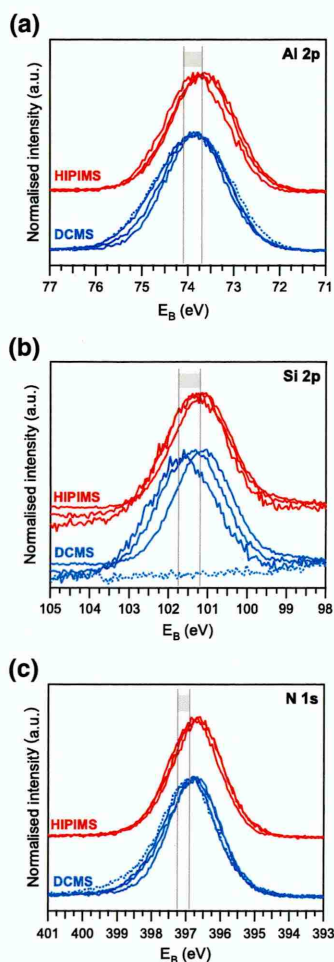 (a)
Al 2p
Normalised intensity (a.u.)
HIPIMS
DCMS
77 76 75 74 73 72 71
E_B (eV)
(b)
Si 2p
Normalised intensity (a.u.)
HIPIMS
DCMS
105 104 103 102 101 100 99 98
E_B (eV)
(c)
N 1s
Normalised intensity (a.u.)
HIPIMS
DCMS
401 400 399 398 397 396 395 394 393
E_B (eV)